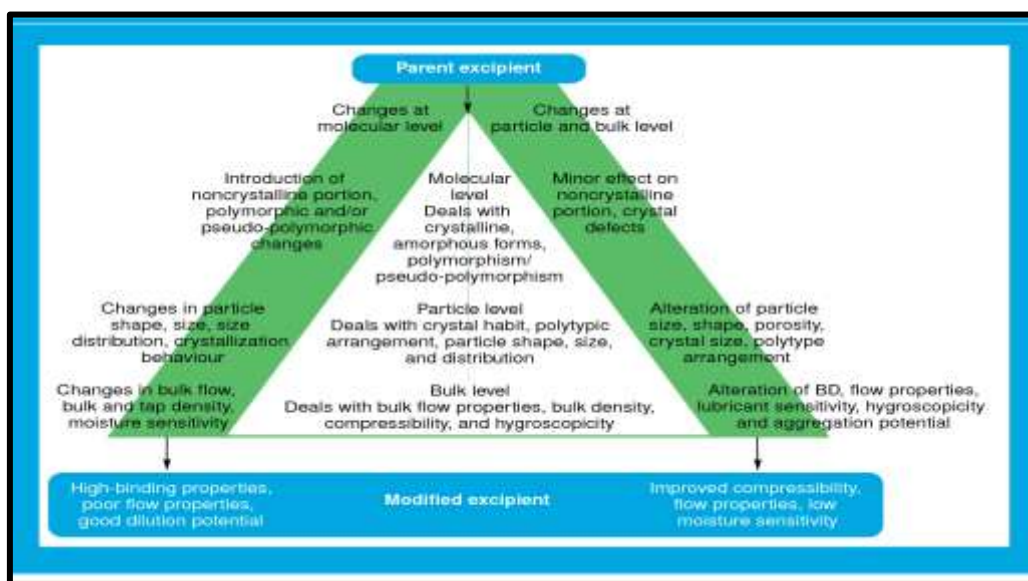 Parent excipient
Changes at
molecular level
Changes at
particle and bulk level
Introduction of
noncrystalline portion,
polymorphic and/or
pseudo-polymorphic
changes
Molecular
level
Deals with
crystalline,
amorphous forms,
polymorphism/
pseudo-polymorphism
Minor effect on
noncrystalline
portion, crystal
defects
Changes in particle
shape, size, size
distribution, crystallization
behaviour
Particle level
Deals with crystal habit, polytypic
arrangement, particle shape, size,
and distribution
Alteration of particle
size, shape, porosity,
crystal size, polytype
arrangement
Changes in bulk flow,
bulk and tap density,
moisture sensitivity
Bulk level
Deals with bulk flow properties, bulk density,
compressibility, and hygroscopicity
Alteration of BD, flow properties,
lubricant sensitivity, hygroscopicity
and aggregation potential
High-binding properties,
poor flow properties,
good dilution potential
Modified excipient
Improved compressibility,
flow properties, low
moisture sensitivity